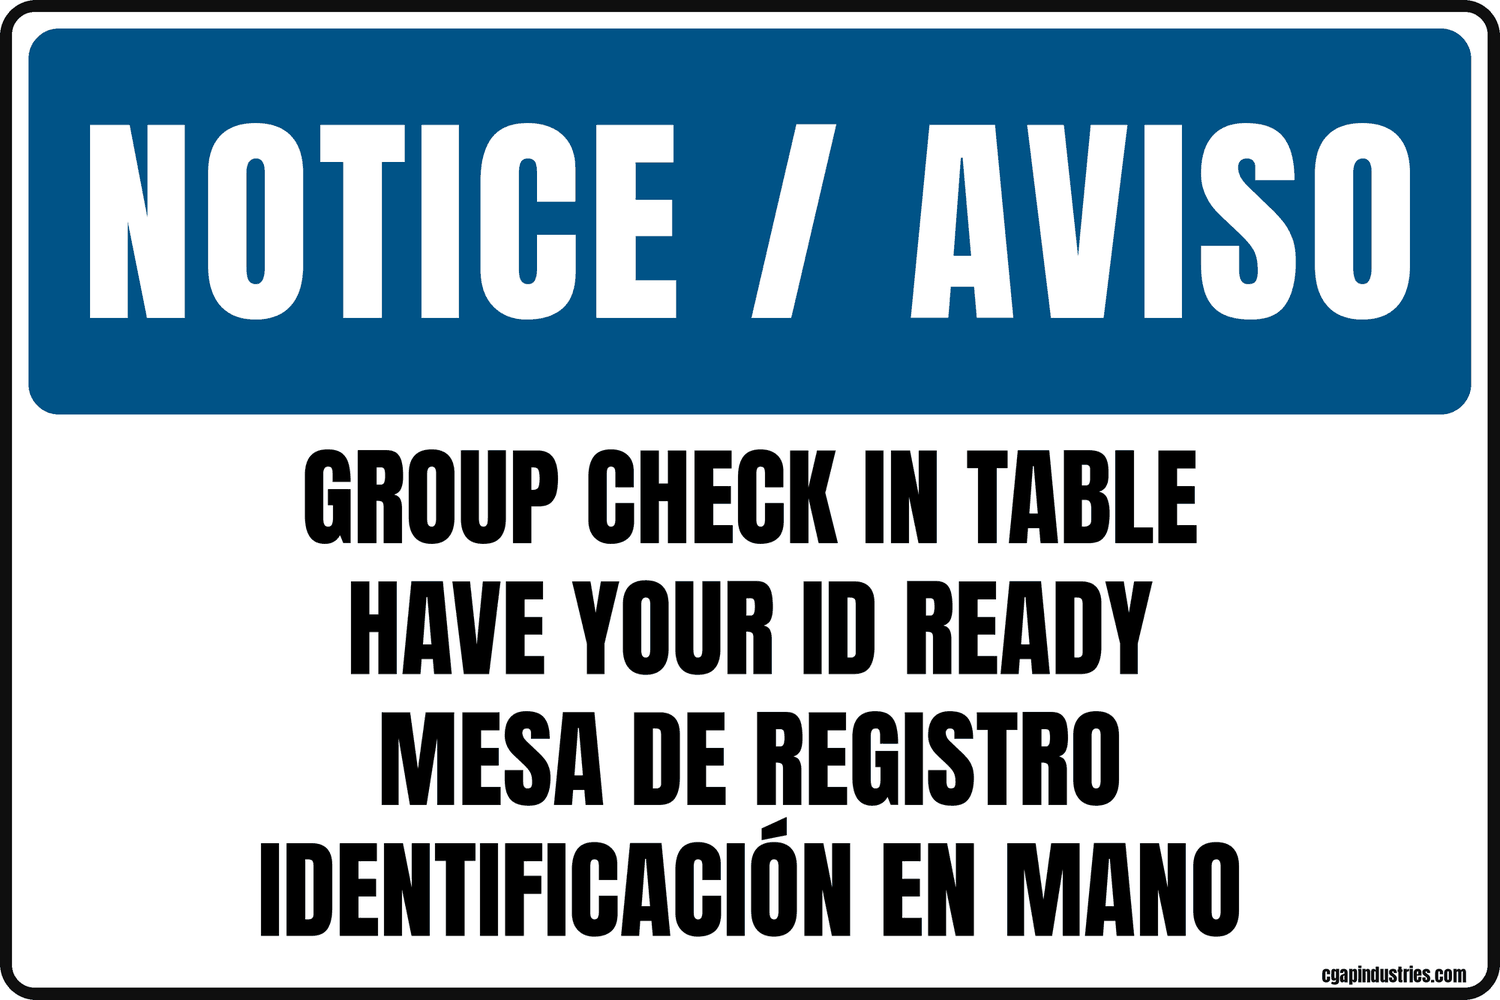 NOTICE / AVISO
GROUP CHECK IN TABLE
HAVE YOUR ID READY
MESA DE REGISTRO
IDENTIFICACIÓN EN MANO
cgapindustries.com